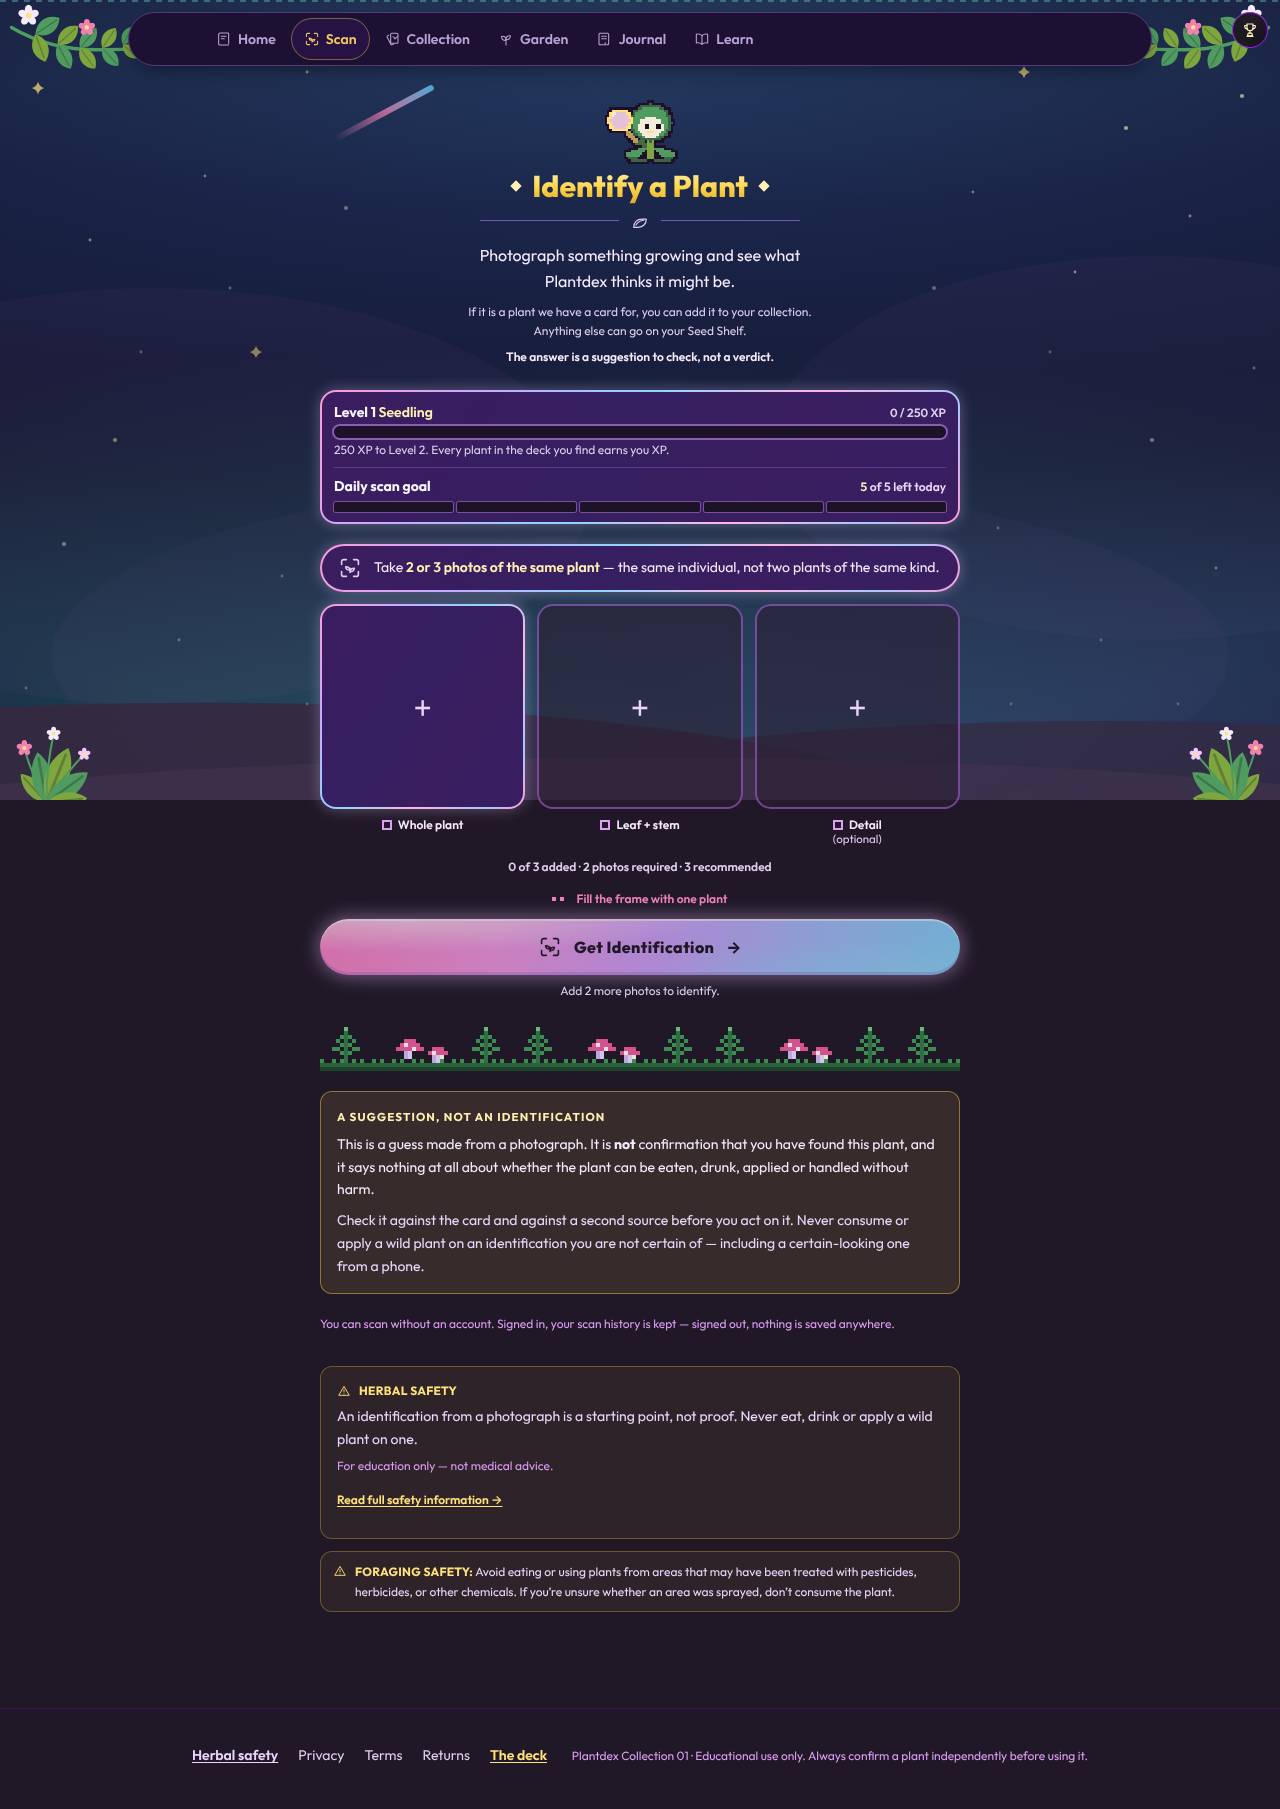 Home Scan Collection Garden Journal Learn
Identify a Plant
Photograph something growing and see what
Plantdex thinks it might be.
If it is a plant we have a card for, you can add it to your collection.
Anything else can go on your Seed Shelf.
The answer is a suggestion to check, not a verdict.
Level 1 Seedling 0 / 250 XP
250 XP to Level 2. Every plant in the deck you find earns you XP.
Daily scan goal 5 of 5 left today
Take 2 or 3 photos of the same plant — the same individual, not two plants of the same kind.
+ + +
Whole plant Leaf + stem Detail
(optional)
0 of 3 added · 2 photos required · 3 recommended
Fill the frame with one plant
Get Identification →
Add 2 more photos to identify.
A SUGGESTION, NOT AN IDENTIFICATION
This is a guess made from a photograph. It is not confirmation that you have found this plant, and
it says nothing at all about whether the plant can be eaten, drunk, applied or handled without
harm.
Check it against the card and against a second source before you act on it. Never consume or
apply a wild plant on an identification you are not certain of — including a certain-looking one
from a phone.
You can scan without an account. Signed in, your scan history is kept — signed out, nothing is saved anywhere.
HERBAL SAFETY
An identification from a photograph is a starting point, not proof. Never eat, drink or apply a wild
plant on one.
For education only — not medical advice.
Read full safety information →
FORAGING SAFETY: Avoid eating or using plants from areas that may have been treated with pesticides,
herbicides, or other chemicals. If you're unsure whether an area was sprayed, don't consume the plant.
Herbal safety Privacy Terms Returns The deck Plantdex Collection 01 · Educational use only. Always confirm a plant independently before using it.